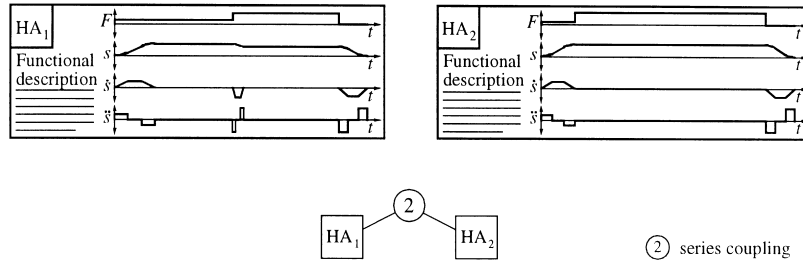 HA₁
F
t
Functional
description
s
t
ṡ
t
s̈
t
HA₂
F
t
Functional
description
s
t
ṡ
t
s̈
t
2
HA₁
HA₂
2 series coupling